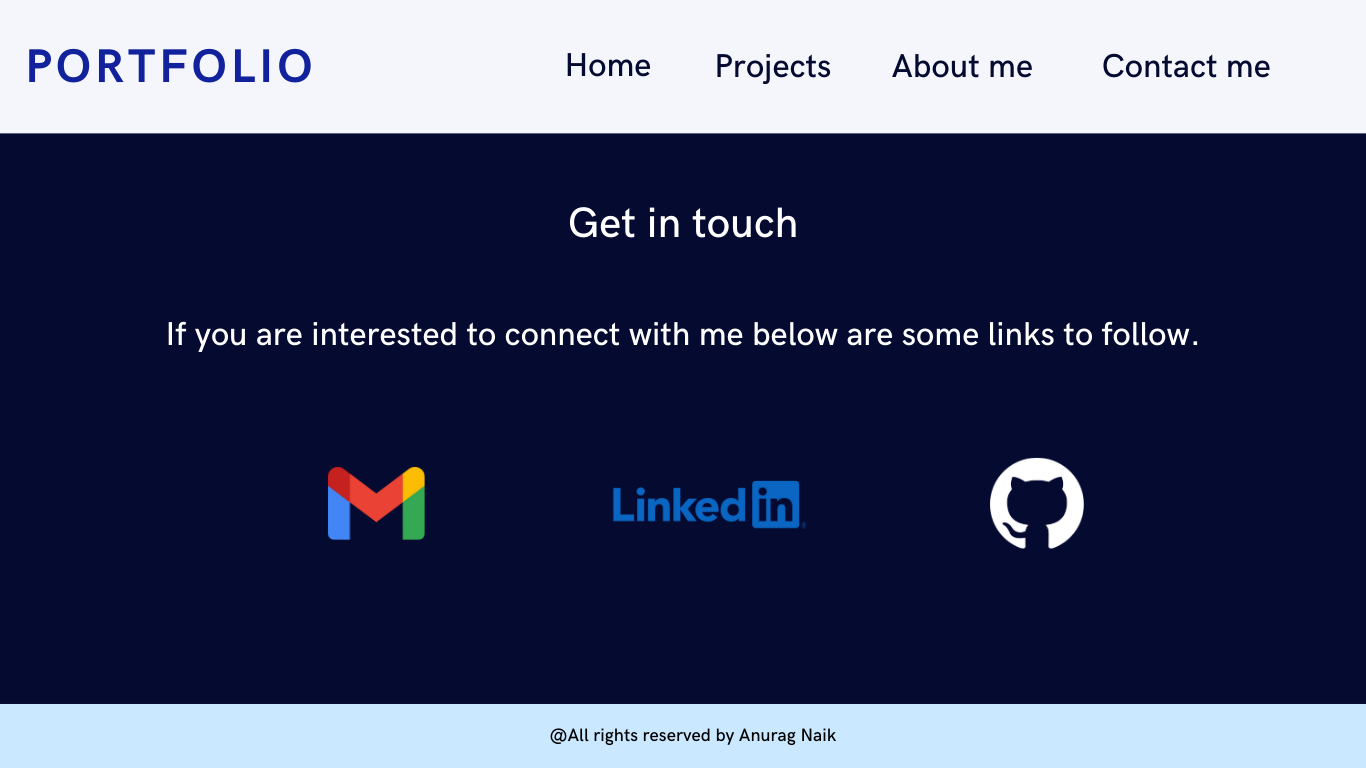 PORTFOLIO Home Projects About me Contact me
Get in touch
If you are interested to connect with me below are some links to follow.
Linkedin
@All rights reserved by Anurag Naik